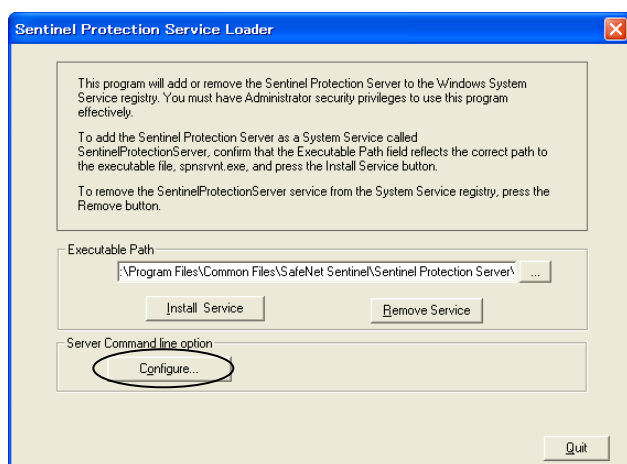 Sentinel Protection Service Loader
This program will add or remove the Sentinel Protection Server to the Windows System
Service registry. You must have Administrator security privileges to use this program
effectively.
To add the Sentinel Protection Server as a System Service called
SentinelProtectionServer, confirm that the Executable Path field reflects the correct path to
the executable file, spnsrvnt.exe, and press the Install Service button.
To remove the SentinelProtectionServer service from the System Service registry, press the
Remove button.
Executable Path
:\Program Files\Common Files\SafeNet Sentinel\Sentinel Protection Server\ ...
Install Service Remove Service
Server Command line option
Configure...
Quit